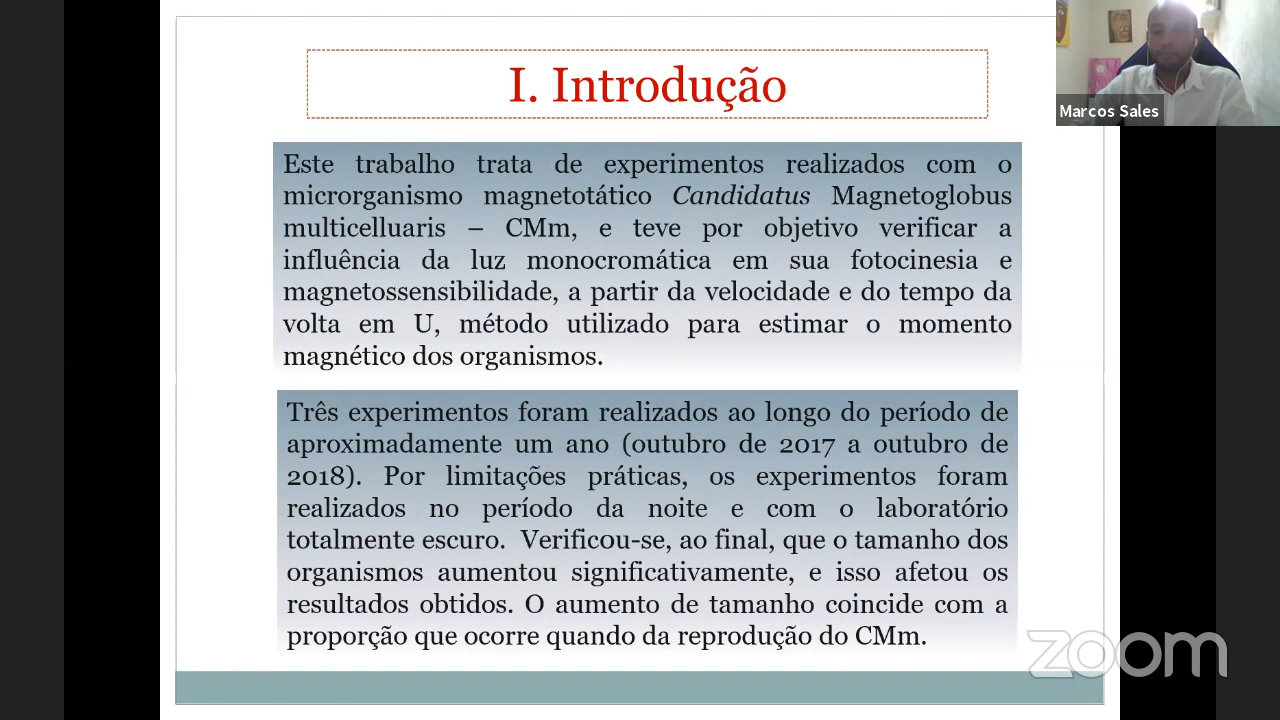 I. Introdução
Marcos Sales
Este trabalho trata de experimentos realizados com o
microrganismo magnetotático Candidatus Magnetoglobus
multicelluaris – CMm, e teve por objetivo verificar a
influência da luz monocromática em sua fotocinesia e
magnetossensibilidade, a partir da velocidade e do tempo da
volta em U, método utilizado para estimar o momento
magnético dos organismos.
Três experimentos foram realizados ao longo do período de
aproximadamente um ano (outubro de 2017 a outubro de
2018). Por limitações práticas, os experimentos foram
realizados no período da noite e com o laboratório
totalmente escuro. Verificou-se, ao final, que o tamanho dos
organismos aumentou significativamente, e isso afetou os
resultados obtidos. O aumento de tamanho coincide com a
proporção que ocorre quando da reprodução do CMm.
zoom